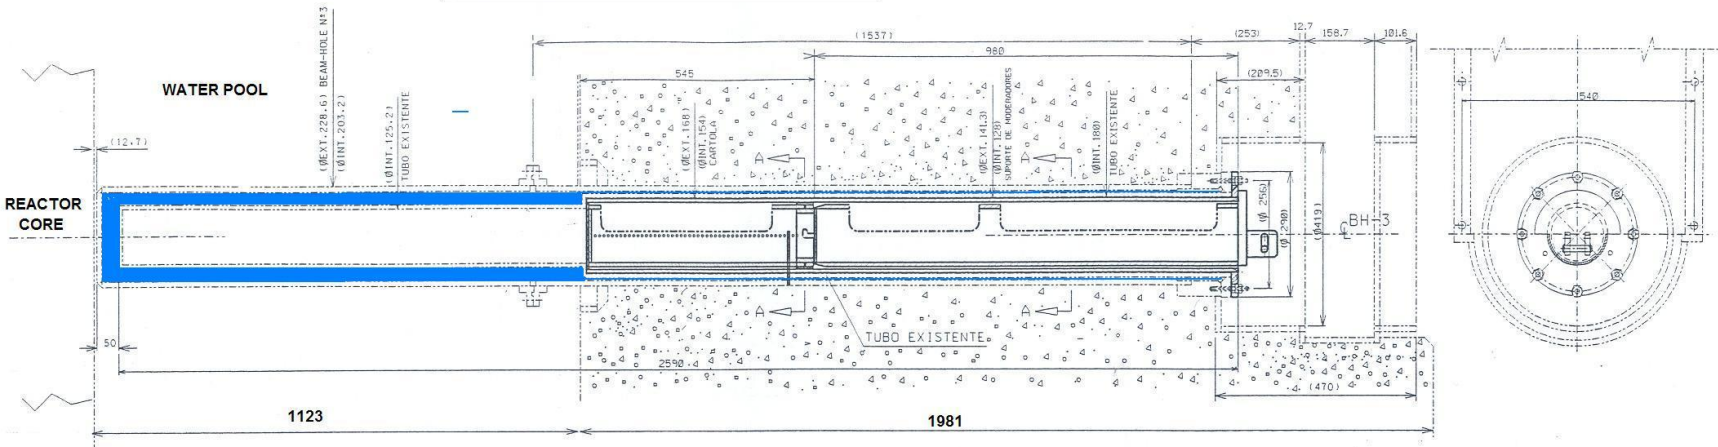 WATER POOL
REACTOR
CORE
(12.7)
(ØEXT.228.6) BEAM-HOLE Nº3
(ØINT.203.2)
(ØINT.125.2)
TUBO EXISTENTE
(1537)
(253)
12.7
158.7
101.6
980
545
(209.5)
540
(ØEXT.168)
(ØINT.154)
CARTOLA
(ØEXT.141.3)
(ØINT.128)
SUPORTE DE MODERADORES
(ØINT.180)
TUBO EXISTENTE
A
A
(Ø 256)
(Ø 290)
(Ø419)
BH-3
A
A
TUBO EXISTENTE
50
2590
(470)
1123
1981